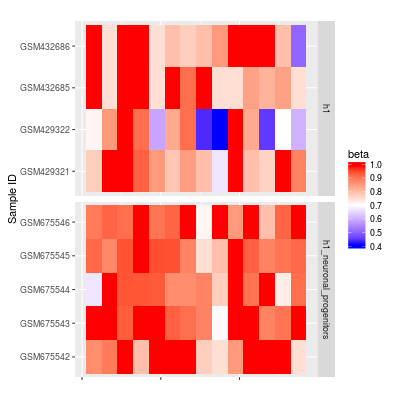 Sample ID
GSM432686
GSM432685
GSM429322
GSM429321
h1
GSM675546
GSM675545
GSM675544
GSM675543
GSM675542
h1_neuronal_progenitors
beta
1.0
0.9
0.8
0.7
0.6
0.5
0.4